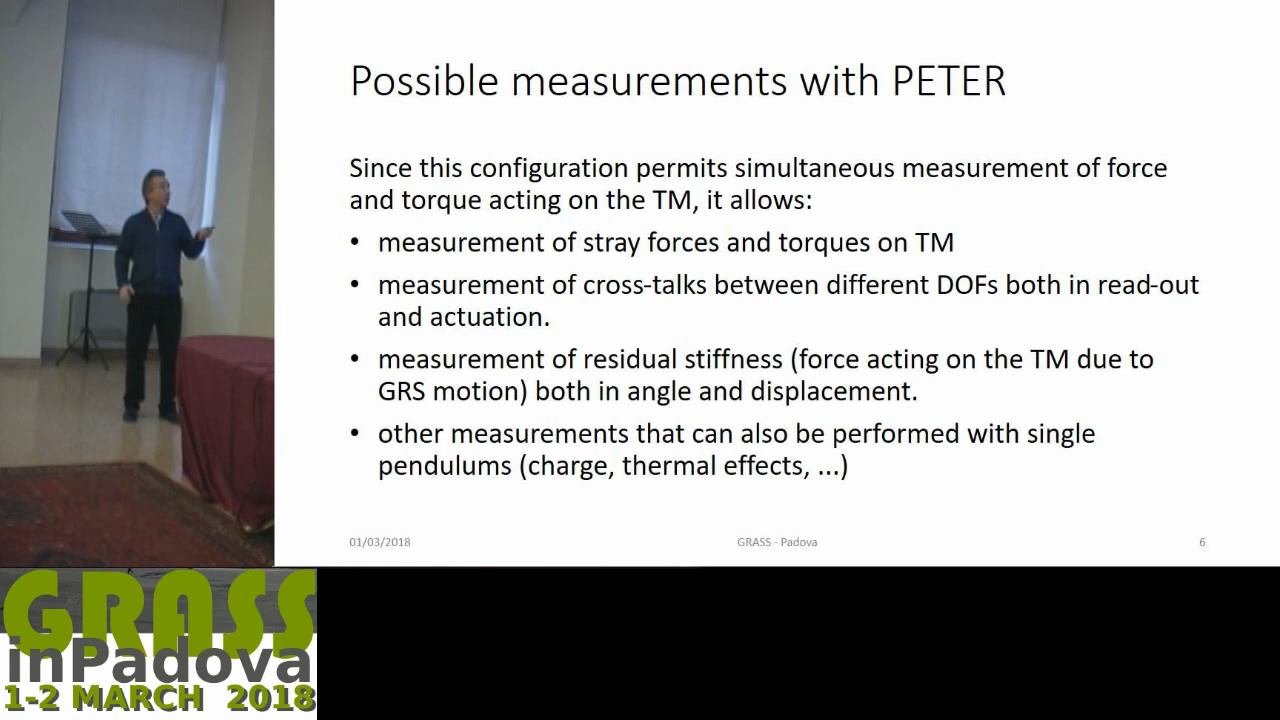 Possible measurements with PETER
Since this configuration permits simultaneous measurement of force
and torque acting on the TM, it allows:
• measurement of stray forces and torques on TM
• measurement of cross-talks between different DOFs both in read-out
and actuation.
• measurement of residual stiffness (force acting on the TM due to
GRS motion) both in angle and displacement.
• other measurements that can also be performed with single
pendulums (charge, thermal effects, ...)
01/03/2018
GRASS - Padova
6
GRASS
inPadova
1-2 MARCH 2018